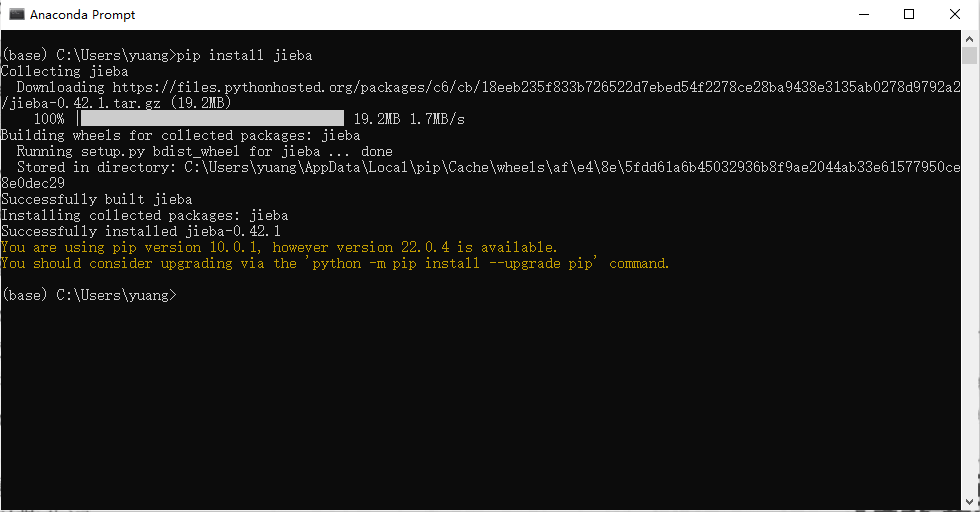 Anaconda Prompt
(base) C:\Users\yuang>pip install jieba
Collecting jieba
  Downloading https://files.pythonhosted.org/packages/c6/cb/18eeb235f833b726522d7ebed54f2278ce28ba9438e3135ab0278d9792a2
/jieba-0.42.1.tar.gz (19.2MB)
    100% |████████████████████████████████| 19.2MB 1.7MB/s
Building wheels for collected packages: jieba
  Running setup.py bdist_wheel for jieba ... done
  Stored in directory: C:\Users\yuang\AppData\Local\pip\Cache\wheels\af\e4\8e\5fdd61a6b45032936b8f9ae2044ab33e61577950ce
8e0dec29
Successfully built jieba
Installing collected packages: jieba
Successfully installed jieba-0.42.1
You are using pip version 10.0.1, however version 22.0.4 is available.
You should consider upgrading via the 'python -m pip install --upgrade pip' command.
(base) C:\Users\yuang>